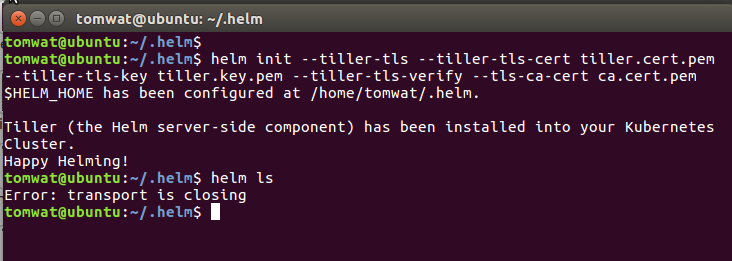 tomwat@ubuntu: ~/.helm
tomwat@ubuntu:~/.helm$
tomwat@ubuntu:~/.helm$ helm init --tiller-tls --tiller-tls-cert tiller.cert.pem
--tiller-tls-key tiller.key.pem --tiller-tls-verify --tls-ca-cert ca.cert.pem
$HELM_HOME has been configured at /home/tomwat/.helm.
Tiller (the Helm server-side component) has been installed into your Kubernetes
Cluster.
Happy Helming!
tomwat@ubuntu:~/.helm$ helm ls
Error: transport is closing
tomwat@ubuntu:~/.helm$